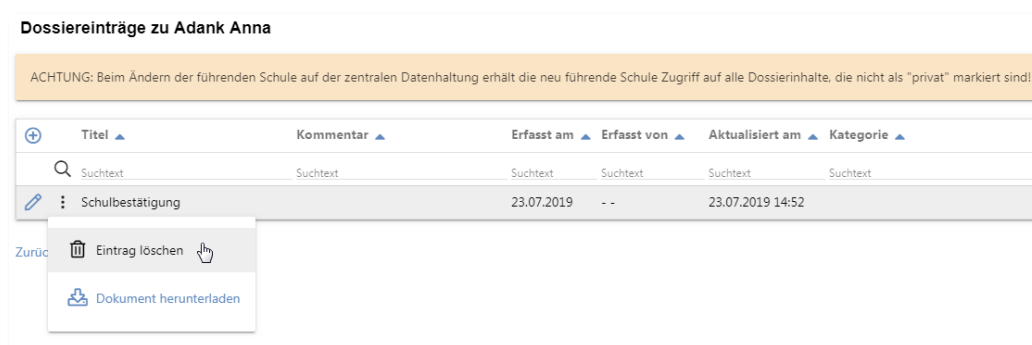 Dossiereinträge zu Adank Anna
ACHTUNG: Beim Ändern der führenden Schule auf der zentralen Datenhaltung erhält die neu führende Schule Zugriff auf alle Dossierinhalte, die nicht als "privat" markiert sind!
Titel Kommentar Erfasst am Erfasst von Aktualisiert am Kategorie
Suchtext Suchtext Suchtext Suchtext Suchtext Suchtext
Schulbestätigung 23.07.2019 - - 23.07.2019 14:52
Zurüc
Eintrag löschen
Dokument herunterladen